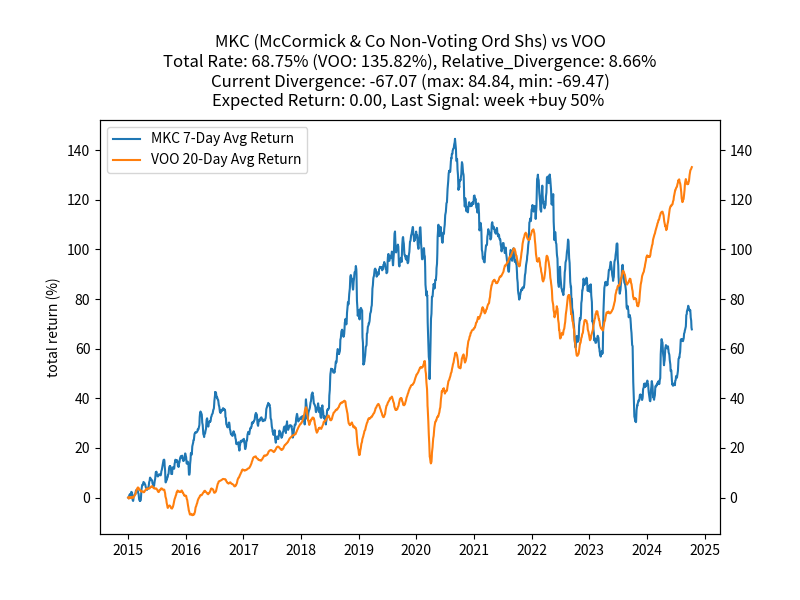 MKC (McCormick & Co Non-Voting Ord Shs) vs VOO
Total Rate: 68.75% (VOO: 135.82%), Relative_Divergence: 8.66%
Current Divergence: -67.07 (max: 84.84, min: -69.47)
Expected Return: 0.00, Last Signal: week +buy 50%
MKC 7-Day Avg Return
VOO 20-Day Avg Return
total return (%)
140 140
120 120
100 100
80 80
60 60
40 40
20 20
0 0
2015 2016 2017 2018 2019 2020 2021 2022 2023 2024 2025